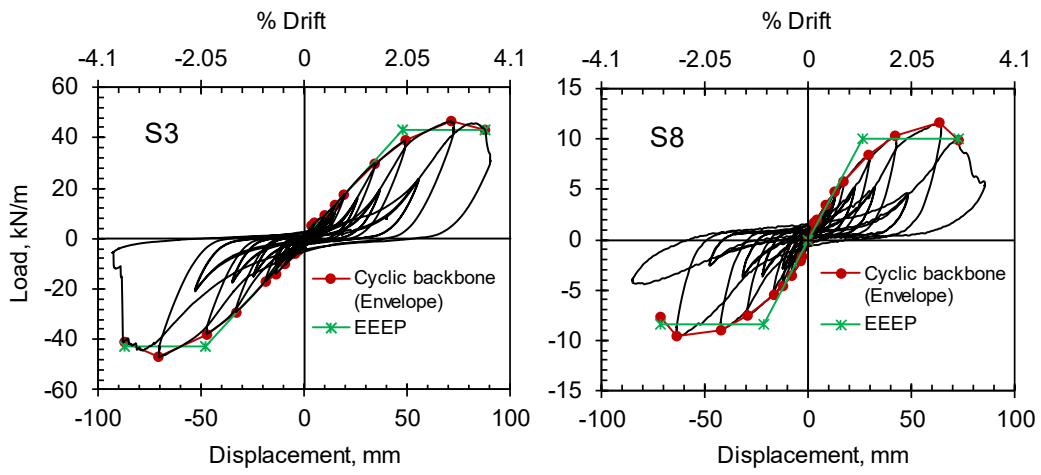 % Drift
-4.1 -2.05 0 2.05 4.1
60
40
20
0
-20
-40
-60
Load, kN/m
S3
Cyclic backbone
(Envelope)
EEEP
-100 -50 0 50 100
Displacement, mm
% Drift
-4.1 -2.05 0 2.05 4.1
15
10
5
0
-5
-10
-15
S8
Cyclic backbone
(Envelope)
EEEP
-100 -50 0 50 100
Displacement, mm